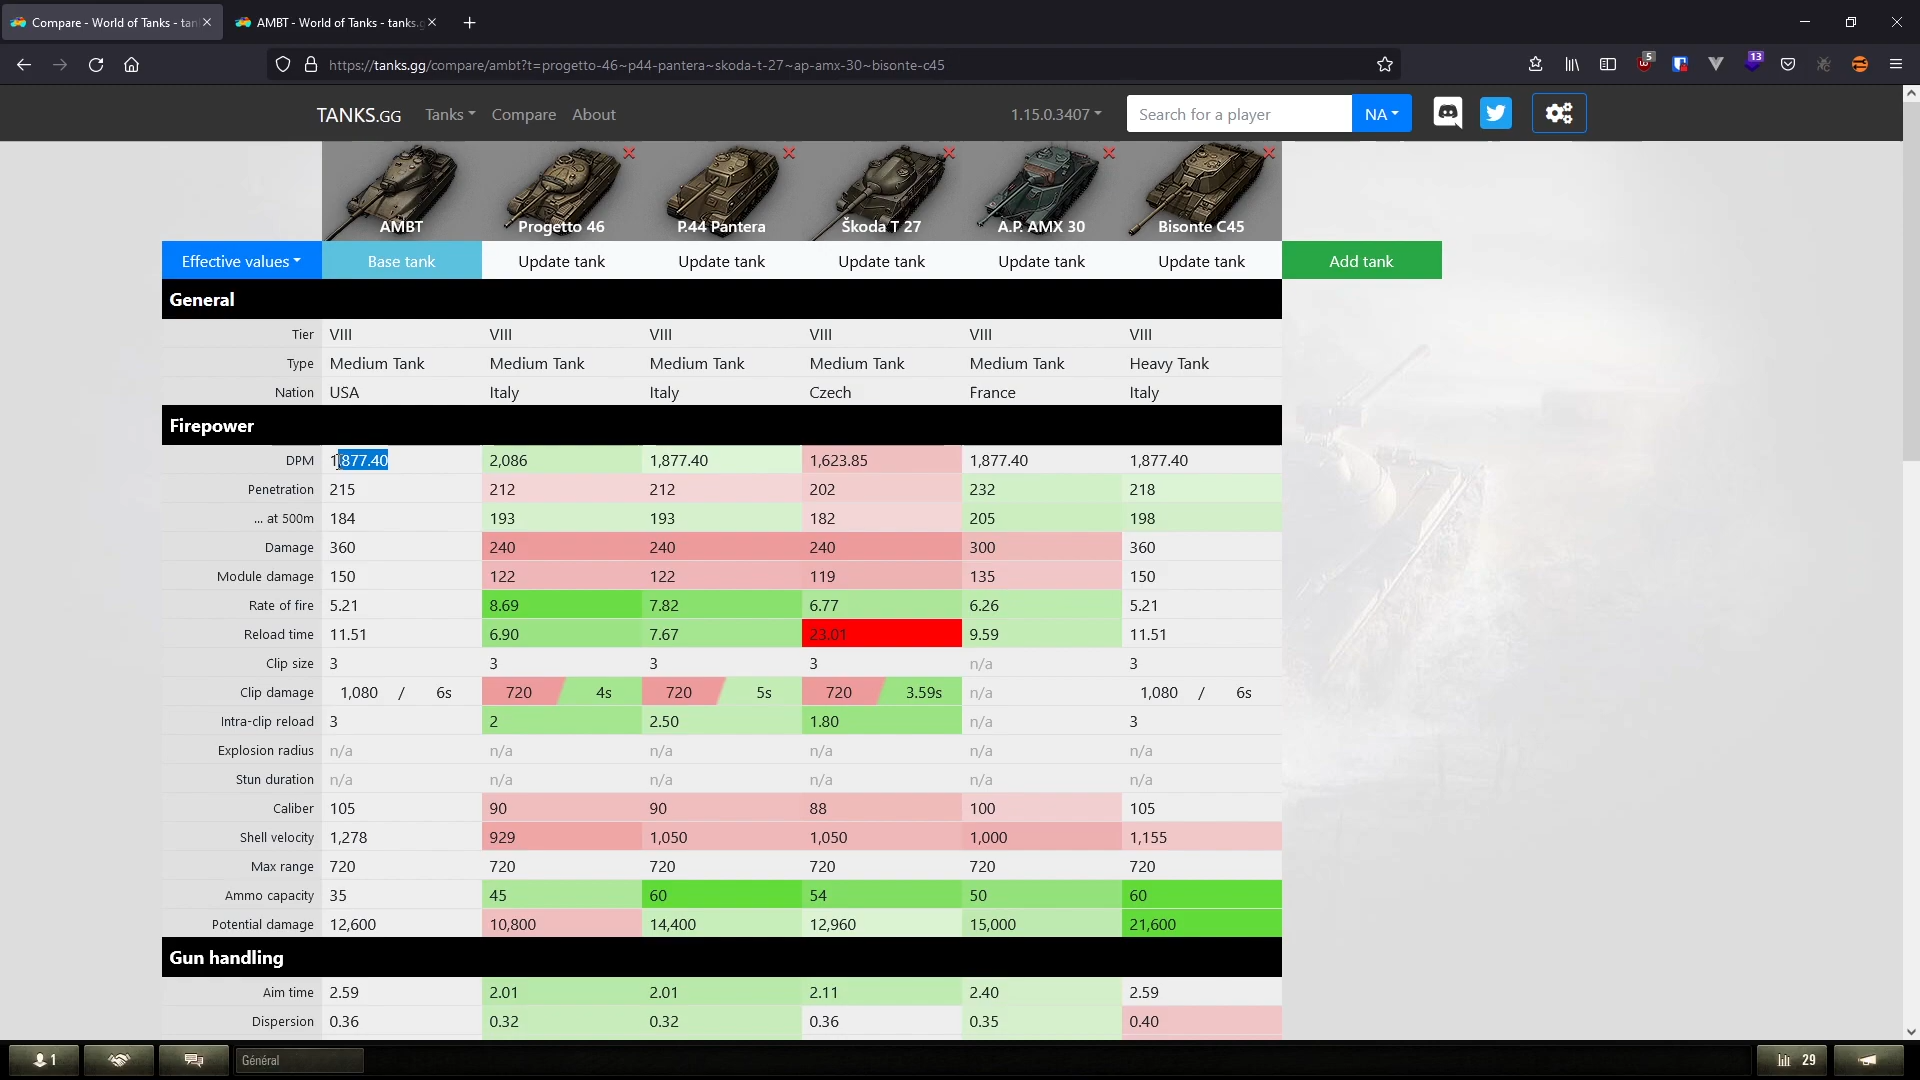 Compare - World of Tanks - tan
AMBT - World of Tanks - tanks.g
https://tanks.gg/compare/ambt?t=progetto-46~p44-pantera~skoda-t-27~ap-amx-30~bisonte-c45
5
13
TANKS.GG Tanks Compare About 1.15.0.3407 Search for a player NA
AMBT Progetto 46 P.44 Pantera Škoda T 27 A.P. AMX 30 Bisonte C45
Effective values Base tank Update tank Update tank Update tank Update tank Update tank Add tank
General
Tier VIII VIII VIII VIII VIII VIII
Type Medium Tank Medium Tank Medium Tank Medium Tank Medium Tank Heavy Tank
Nation USA Italy Italy Czech France Italy
Firepower
DPM 1,877.40 2,086 1,877.40 1,623.85 1,877.40 1,877.40
Penetration 215 212 212 202 232 218
... at 500m 184 193 193 182 205 198
Damage 360 240 240 240 300 360
Module damage 150 122 122 119 135 150
Rate of fire 5.21 8.69 7.82 6.77 6.26 5.21
Reload time 11.51 6.90 7.67 23.01 9.59 11.51
Clip size 3 3 3 3 n/a 3
Clip damage 1,080 / 6s 720 4s 720 5s 720 3.59s n/a 1,080 / 6s
Intra-clip reload 3 2 2.50 1.80 n/a 3
Explosion radius n/a n/a n/a n/a n/a n/a
Stun duration n/a n/a n/a n/a n/a n/a
Caliber 105 90 90 88 100 105
Shell velocity 1,278 929 1,050 1,050 1,000 1,155
Max range 720 720 720 720 720 720
Ammo capacity 35 45 60 54 50 60
Potential damage 12,600 10,800 14,400 12,960 15,000 21,600
Gun handling
Aim time 2.59 2.01 2.01 2.11 2.40 2.59
Dispersion 0.36 0.32 0.32 0.36 0.35 0.40
1 Général 29